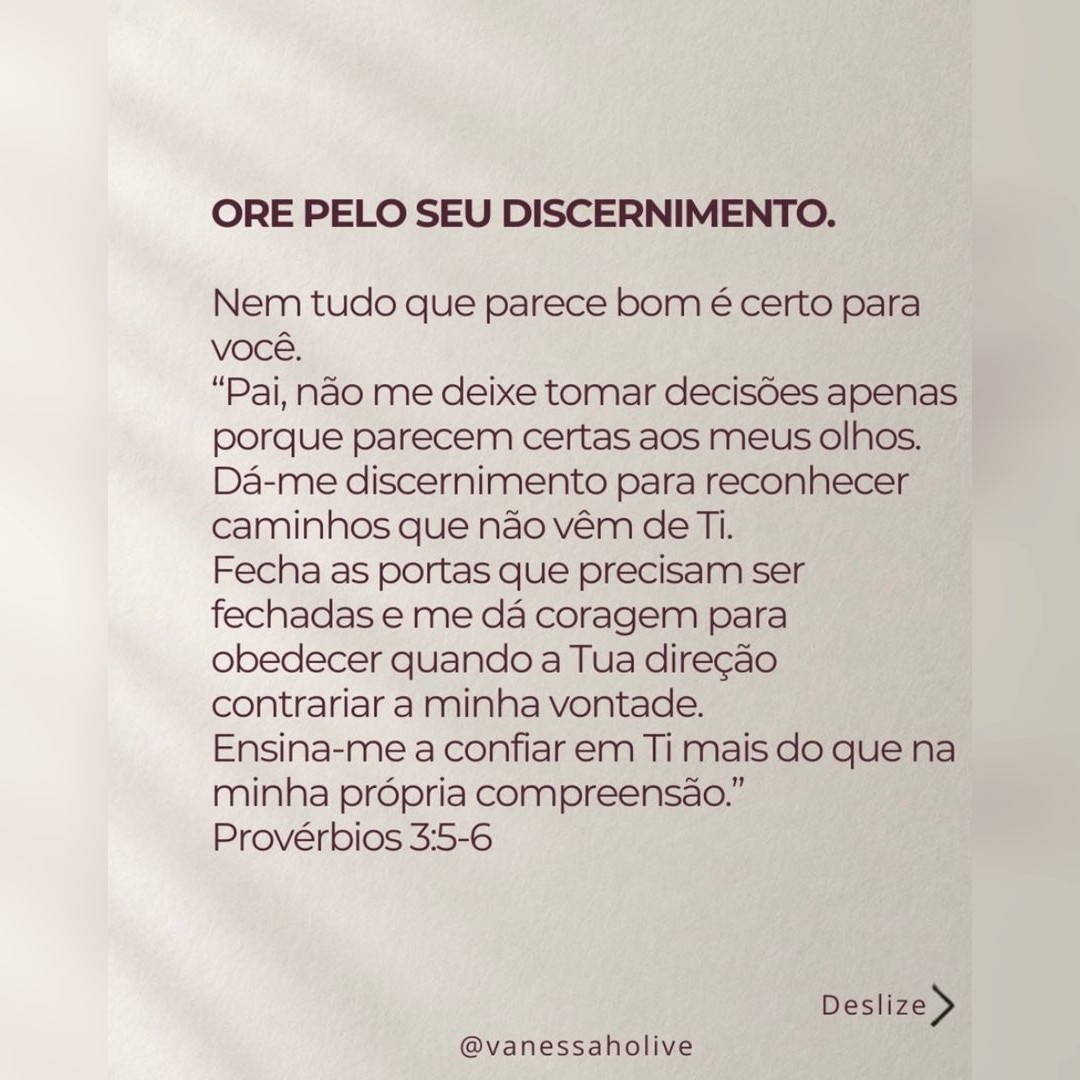 ORE PELO SEU DISCERNIMENTO.
Nem tudo que parece bom é certo para
você.
“Pai, não me deixe tomar decisões apenas
porque parecem certas aos meus olhos.
Dá-me discernimento para reconhecer
caminhos que não vêm de Ti.
Fecha as portas que precisam ser
fechadas e me dá coragem para
obedecer quando a Tua direção
contrariar a minha vontade.
Ensina-me a confiar em Ti mais do que na
minha própria compreensão.”
Provérbios 3:5-6
Deslize
@vanessaholive